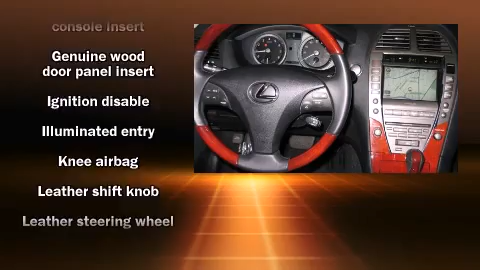 console insert
Genuine wood
door panel insert
Ignition disable
Illuminated entry
Knee airbag
Leather shift knob
Leather steering wheel